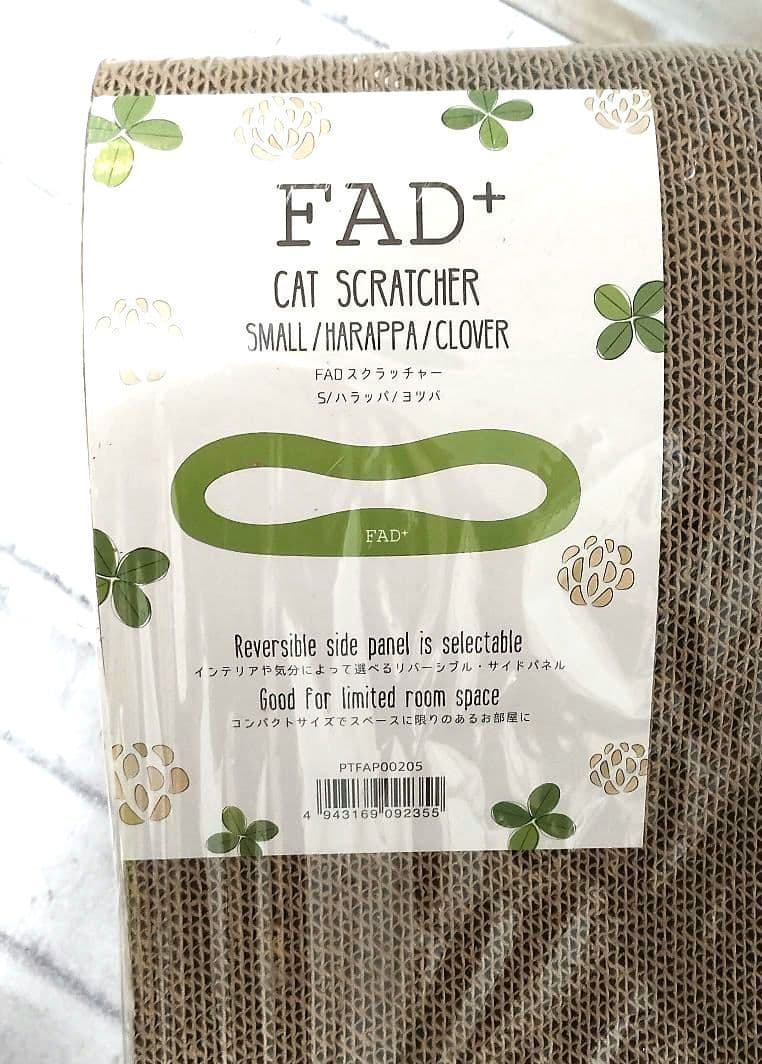 FAD+
CAT SCRATCHER
SMALL/HARAPPA/CLOVER
FADスクラッチャー
S/ハラッパ/ヨツバ
FAD+
Reversible side panel is selectable
インテリアや気分によって選べるリバーシブル・サイドパネル
Good for limited room space
コンパクトサイズでスペースに限りのあるお部屋に
PTFAP00205
4 943169 092355